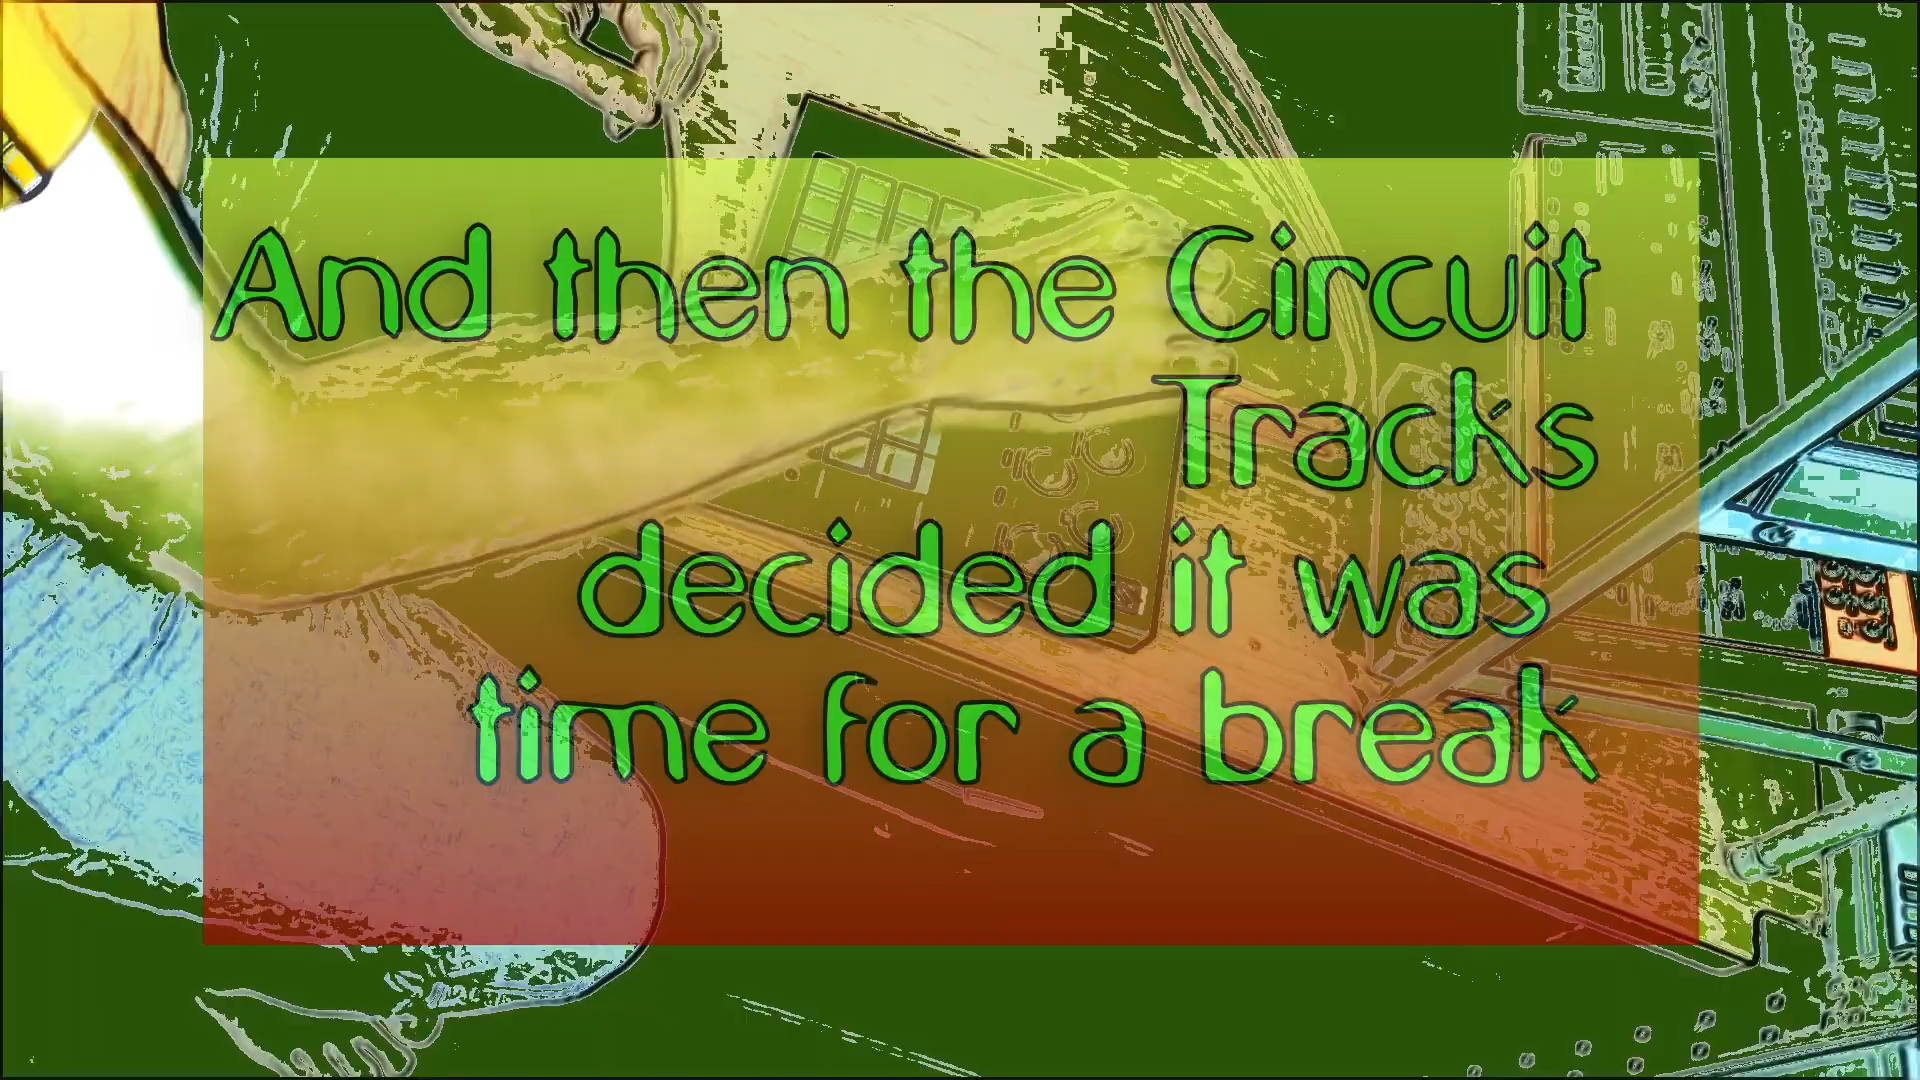 And then the Circuit
Tracks
decided it was
time for a break